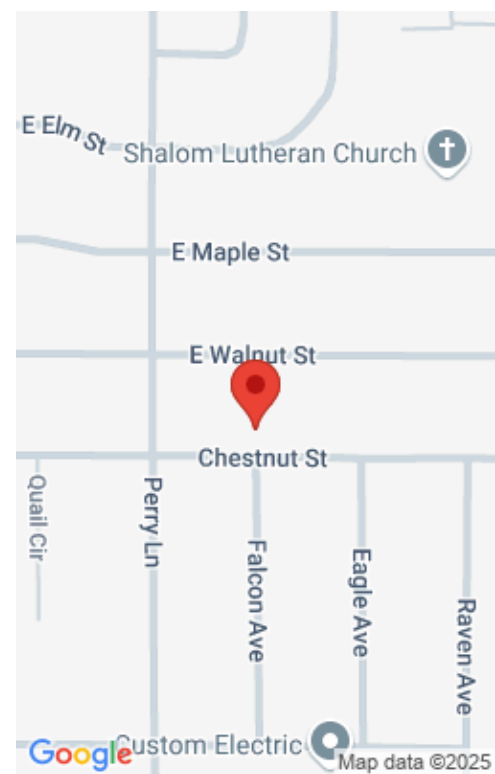 E Elm St
Shalom Lutheran Church
E Maple St
E Walnut St
Chestnut St
Quail Cir
Perry Ln
Falcon Ave
Eagle Ave
Raven Ave
Google
Custom Electric
Map data ©2025